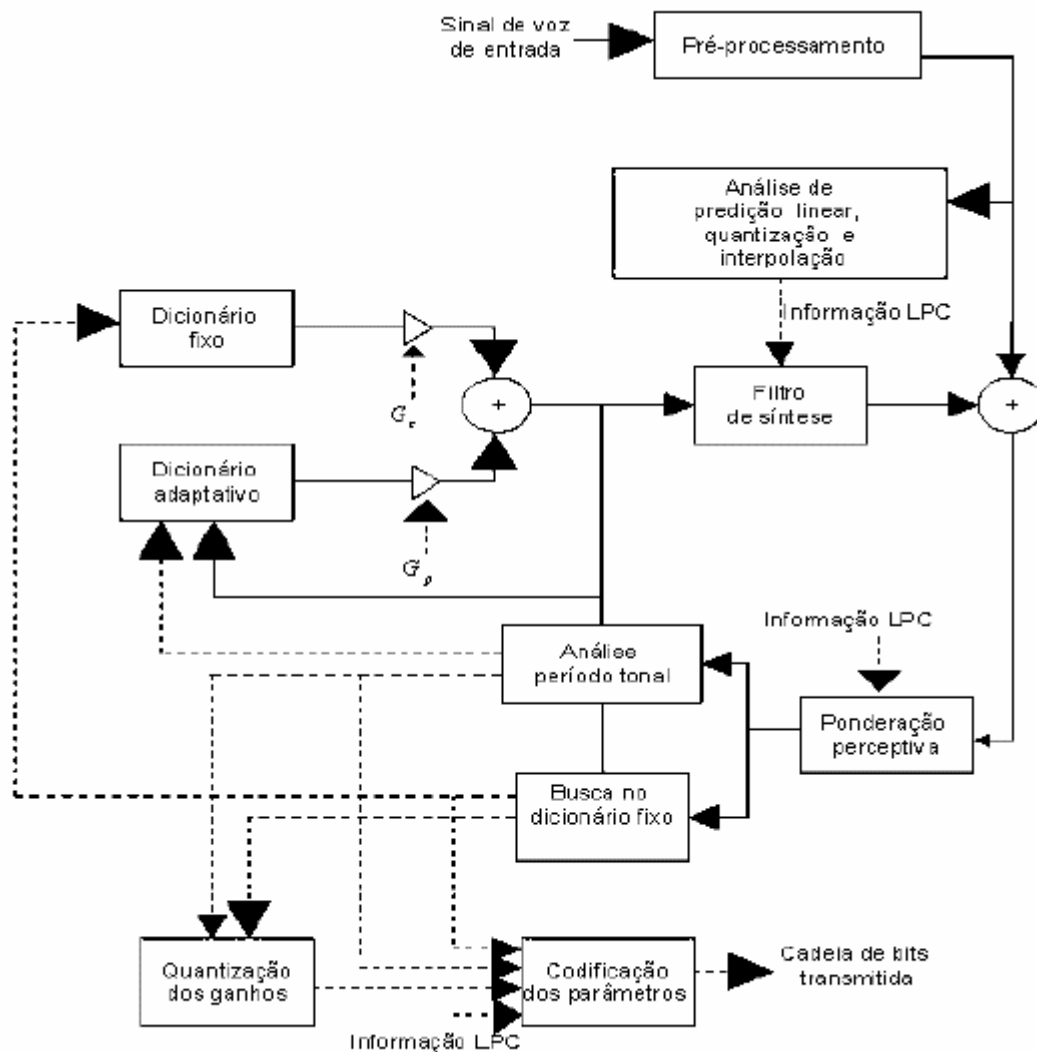 Sinal de voz
de entrada
Pré-processamento
Análise de
predição linear,
quantização e
interpolação
Informação LPC
Dicionário
fixo
G_c
+
Filtro
de síntese
+
Dicionário
adaptativo
G_p
Análise
período tonal
Informação LPC
Ponderação
perceptiva
Busca no
dicionário fixo
Quantização
dos ganhos
Codificação
dos parâmetros
Cadeia de bits
transmitida
Informação LPC